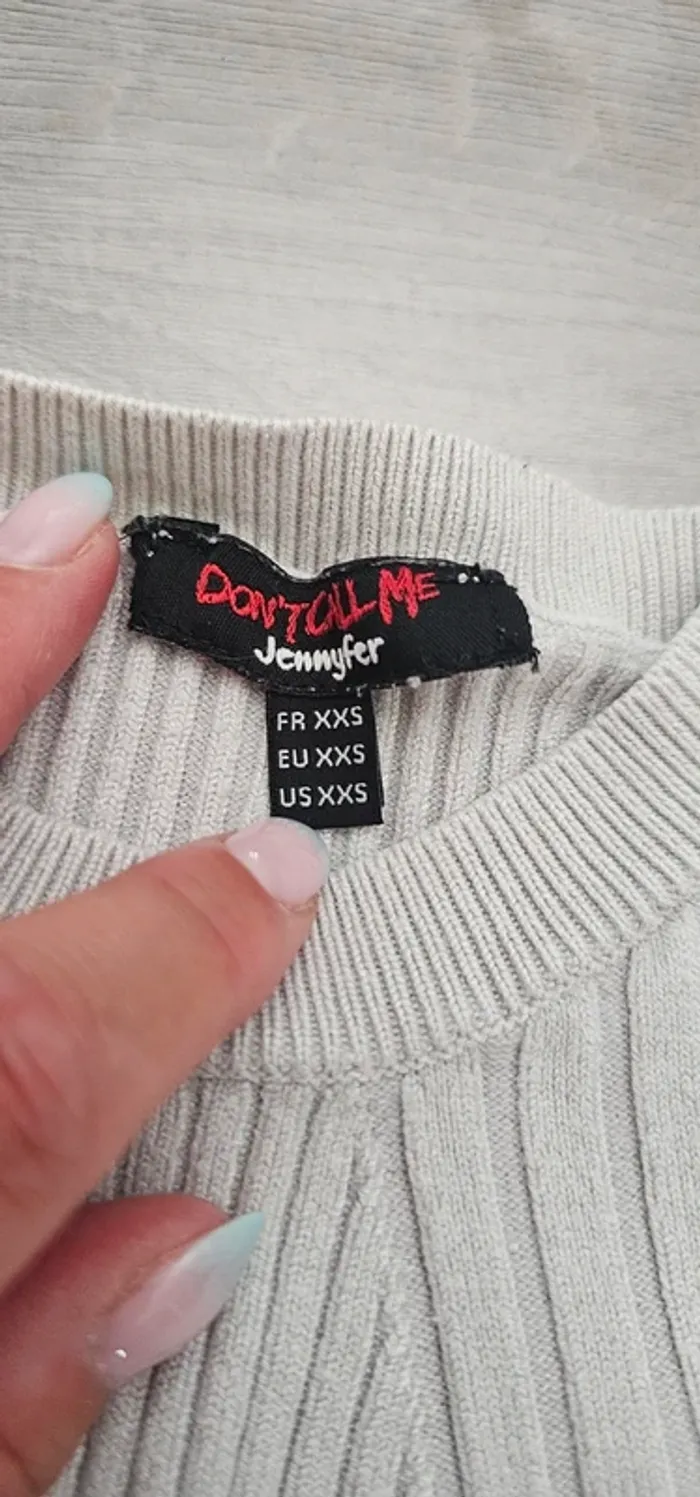 DON'T CALL ME
Jennyfer
FR XXS
EU XXS
US XXS